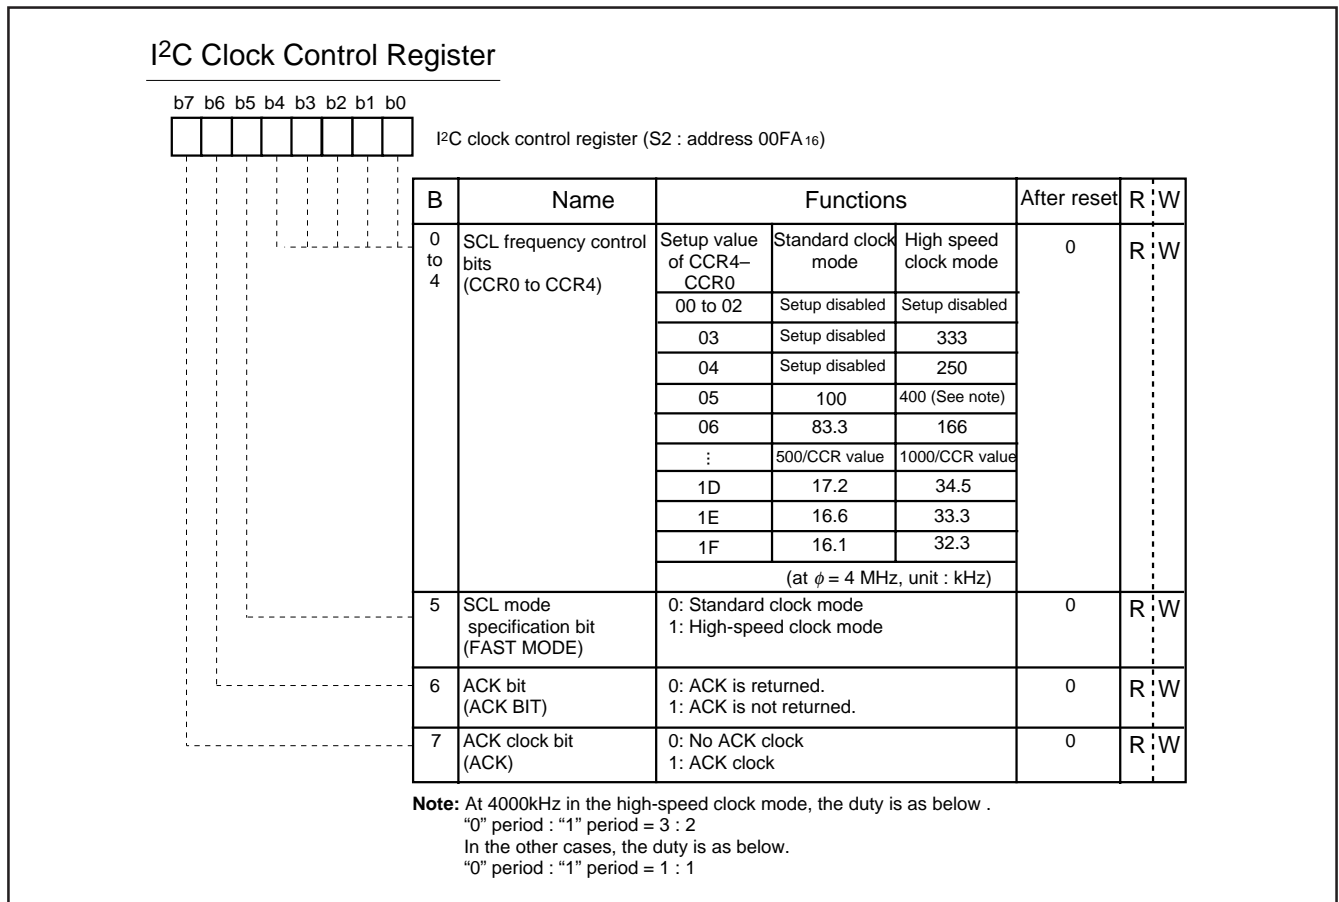 I2C Clock Control Register
b7 b6 b5 b4 b3 b2 b1 b0
I2C clock control register (S2 : address 00FA16)
B Name Functions After reset R W
0 to 4
SCL frequency control bits (CCR0 to CCR4)
Setup value of CCR4–CCR0
Standard clock mode
High speed clock mode
0 R W
00 to 02 Setup disabled Setup disabled
03 Setup disabled 333
04 Setup disabled 250
05 100 400 (See note)
06 83.3 166
⋮ 500/CCR value 1000/CCR value
1D 17.2 34.5
1E 16.6 33.3
1F 16.1 32.3
(at ϕ = 4 MHz, unit : kHz)
5 SCL mode 0: Standard clock mode 0 R W
specification bit 1: High-speed clock mode
(FAST MODE)
6 ACK bit 0: ACK is returned. 0 R W
(ACK BIT) 1: ACK is not returned.
7 ACK clock bit 0: No ACK clock 0 R W
(ACK) 1: ACK clock
Note: At 4000kHz in the high-speed clock mode, the duty is as below .
“0” period : “1” period = 3 : 2
In the other cases, the duty is as below.
“0” period : “1” period = 1 : 1